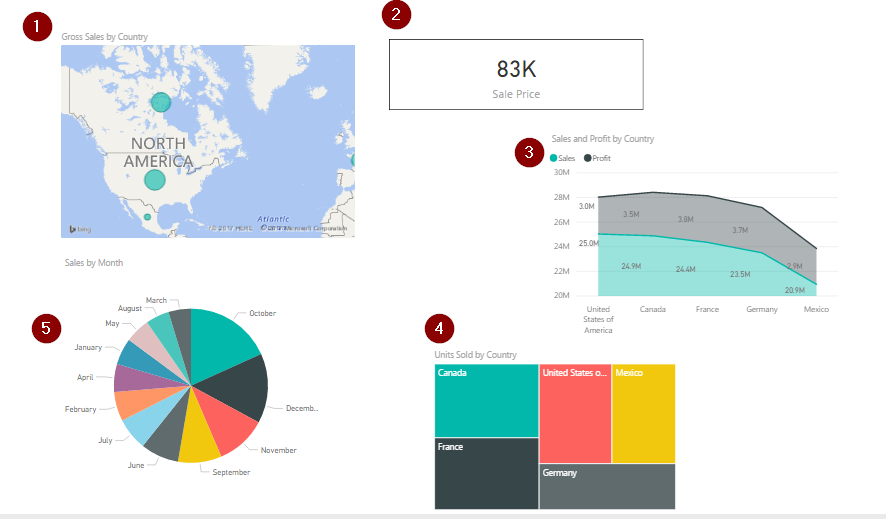 1
Gross Sales by Country
NORTH
AMERICA
Atlantic
bing
2
83K
Sale Price
3
Sales and Profit by Country
Sales Profit
30M
28M
26M
24M
22M
20M
3.0M
3.5M
3.8M
3.7M
2.9M
25.0M
24.9M
24.4M
23.5M
20.9M
United
States of
America
Canada
France
Germany
Mexico
4
Units Sold by Country
Canada
United States o...
Mexico
France
Germany
5
Sales by Month
October
Decemb..
November
September
June
July
February
April
January
May
August
March